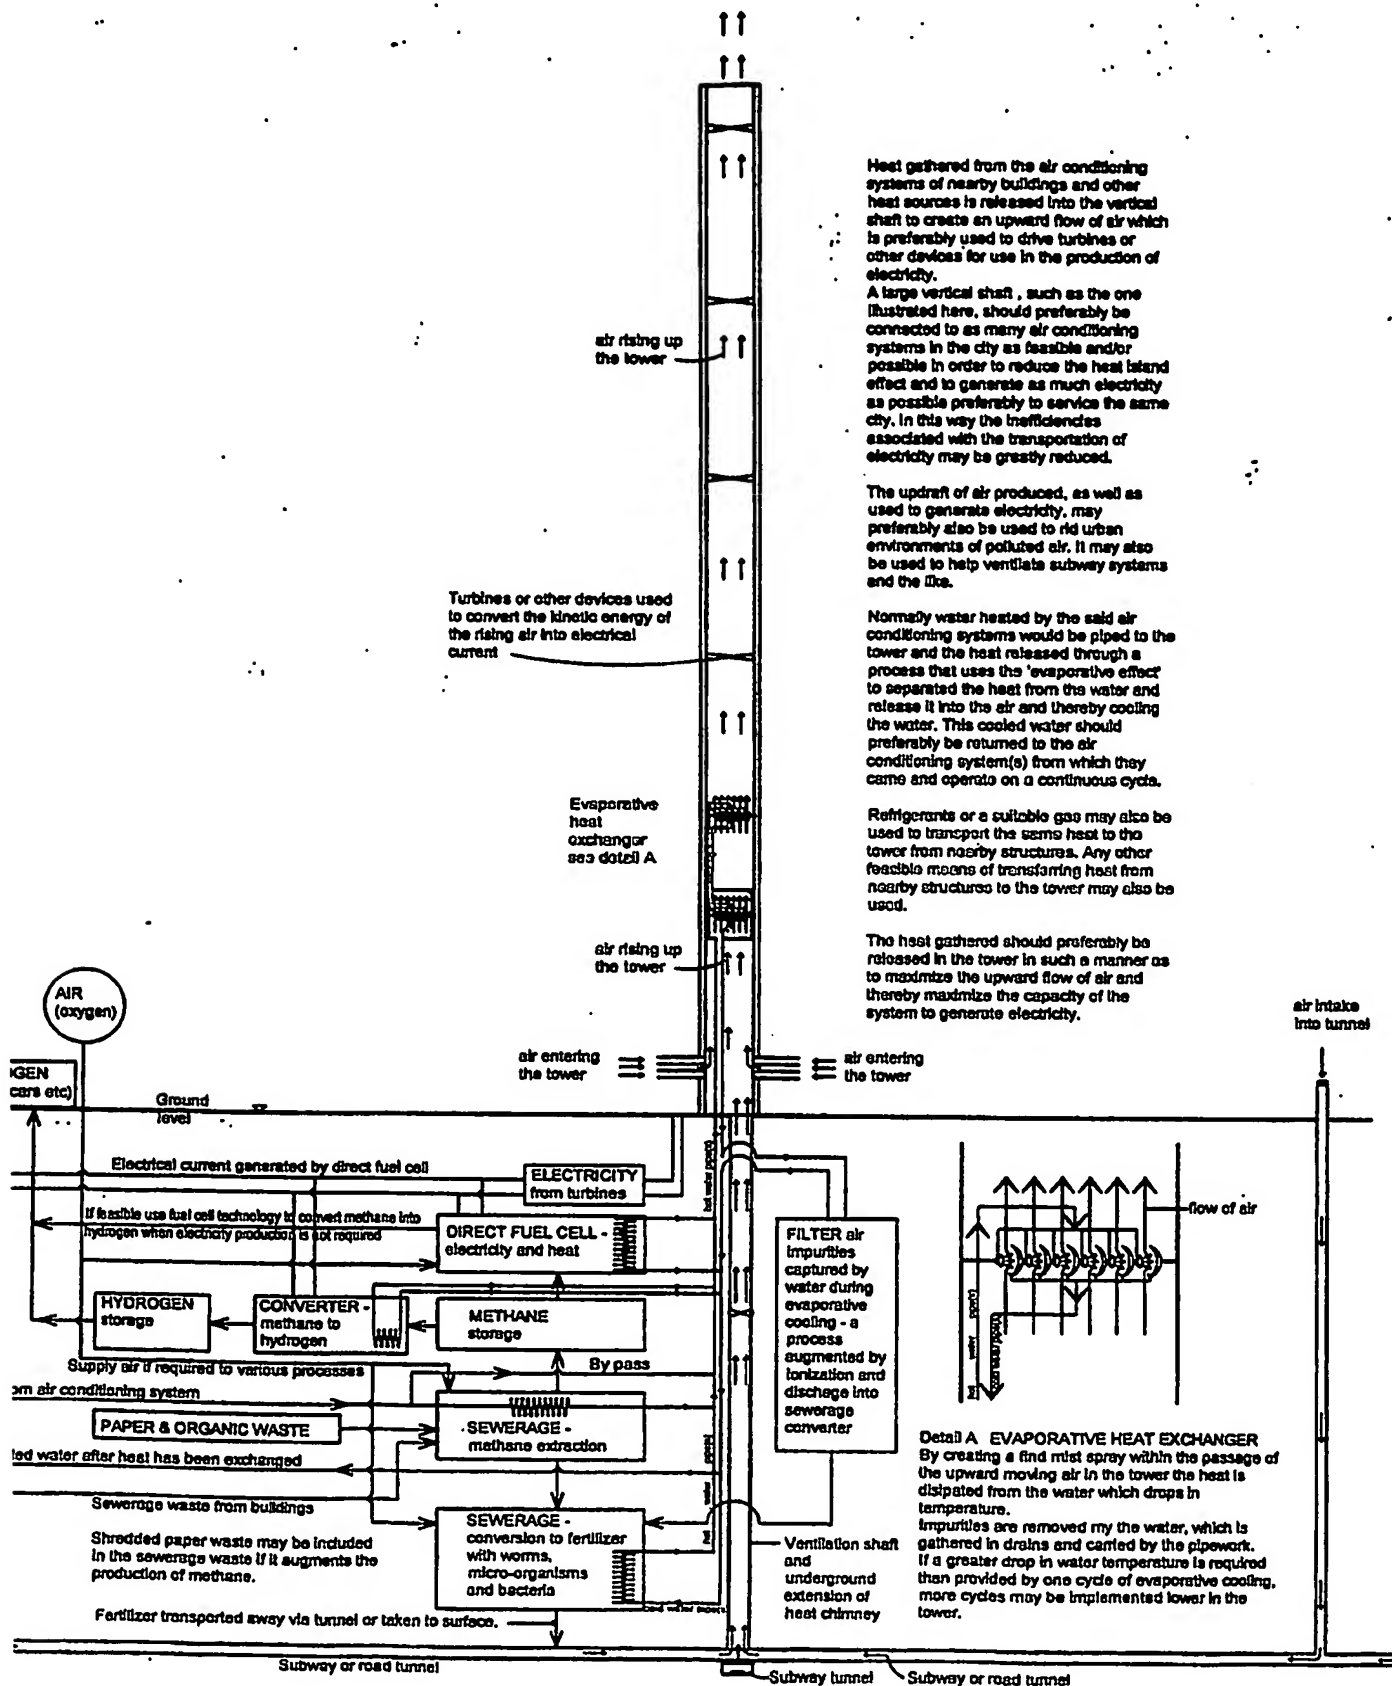 Heat gathered from the air conditioning
systems of nearby buildings and other
heat sources is released into the vertical
shaft to create an upward flow of air which
is preferably used to drive turbines or
other devices for use in the production of
electricity.
A large vertical shaft , such as the one
illustrated here, should preferably be
connected to as many air conditioning
systems in the city as feasible and/or
possible in order to reduce the heat island
effect and to generate as much electricity
as possible preferably to service the same
city. In this way the inefficiencies
associated with the transportation of
electricity may be greatly reduced.
The updraft of air produced, as well as
used to generate electricity, may
preferably also be used to rid urban
environments of polluted air. It may also
be used to help ventilate subway systems
and the like.
Normally water heated by the said air
conditioning systems would be piped to the
tower and the heat released through a
process that uses the 'evaporative effect'
to separated the heat from the water and
release it into the air and thereby cooling
the water. This cooled water should
preferably be returned to the air
conditioning system(s) from which they
came and operate on a continuous cycle.
Refrigerants or a suitable gas may also be
used to transport the same heat to the
tower from nearby structures. Any other
feasible means of transferring heat from
nearby structures to the tower may also be
used.
The heat gathered should preferably be
released in the tower in such a manner as
to maximize the upward flow of air and
thereby maximize the capacity of the
system to generate electricity.
air rising up
the tower
Turbines or other devices used
to convert the kinetic energy of
the rising air into electrical
current
Evaporative
heat
exchanger
see detail A
air rising up
the tower
AIR
(oxygen)
air intake
into tunnel
air entering
the tower
air entering
the tower
OGEN
cars etc)
Ground
level
Electrical current generated by direct fuel cell
ELECTRICITY
from turbines
If feasible use fuel cell technology to convert methane into
hydrogen when electricity production is not required
DIRECT FUEL CELL -
electricity and heat
hot water pipe(s)
FILTER air
impurities
captured by
water during
evaporative
cooling - a
process
augmented by
ionization and
dischage into
sewerage
converter
flow of air
hot water pipe(s)
HYDROGEN
storage
CONVERTER -
methane to
hydrogen
METHANE
storage
Supply air if required to various processes
By pass
om air conditioning system
PAPER & ORGANIC WASTE
SEWERAGE -
methane extraction
ted water after heat has been exchanged
Sewerage waste from buildings
Shredded paper waste may be included
in the sewerage waste if it augments the
production of methane.
SEWERAGE -
conversion to fertilizer
with worms,
micro-organisms
and bacteria
hot water pipe(s)
cold water pipe(s)
Ventilation shaft
and
underground
extension of
heat chimney
Detail A EVAPORATIVE HEAT EXCHANGER
By creating a find mist spray within the passage of
the upward moving air in the tower the heat is
disipated from the water which drops in
temperature.
Impurities are removed my the water, which is
gathered in drains and carried by the pipework.
If a greater drop in water temperature is required
than provided by one cycle of evaporative cooling,
more cycles may be implemented lower in the
tower.
Fertilizer transported away via tunnel or taken to surface.
Subway or road tunnel
Subway tunnel
Subway or road tunnel